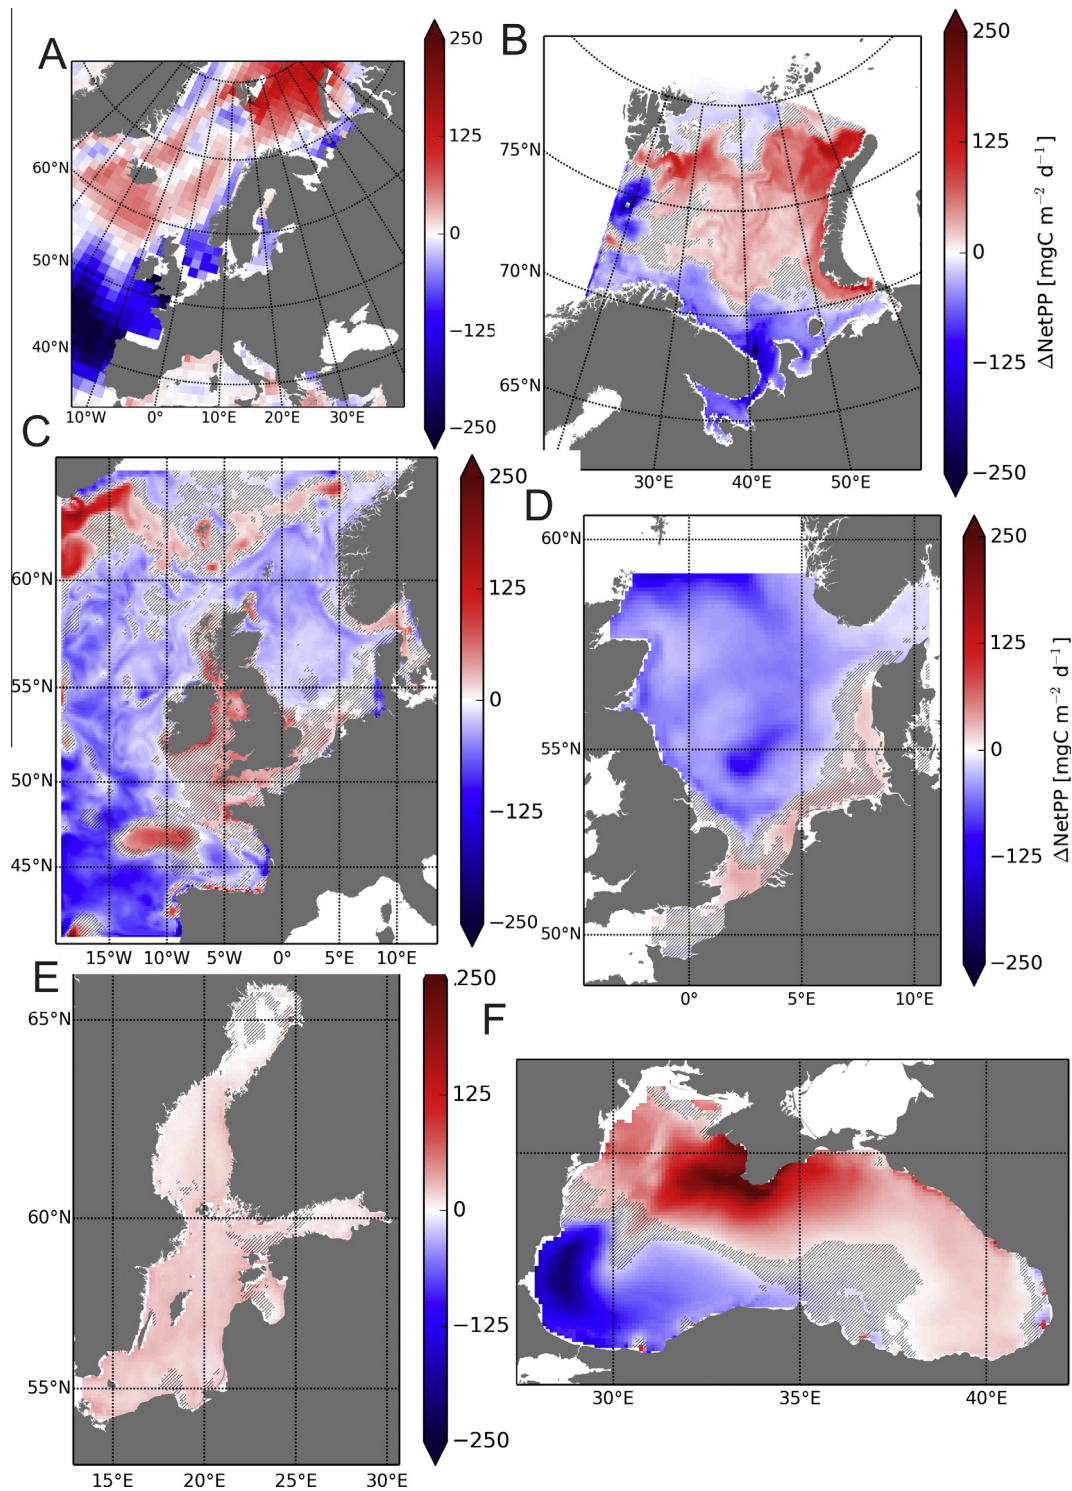 A
250
125
0
−125
−250
60°N
50°N
40°N
10°W 0° 10°E 20°E 30°E
B
75°N
70°N
65°N
30°E 40°E 50°E
250
125
0
−125
−250
ΔNetPP [mgC m⁻² d⁻¹]
C
60°N
55°N
50°N
45°N
15°W 10°W 5°W 0° 5°E 10°E
250
125
0
−125
−250
D
60°N
55°N
50°N
0° 5°E 10°E
250
125
0
−125
−250
ΔNetPP [mgC m⁻² d⁻¹]
E
65°N
60°N
55°N
15°E 20°E 25°E 30°E
250
125
0
−125
−250
F
30°E 35°E 40°E